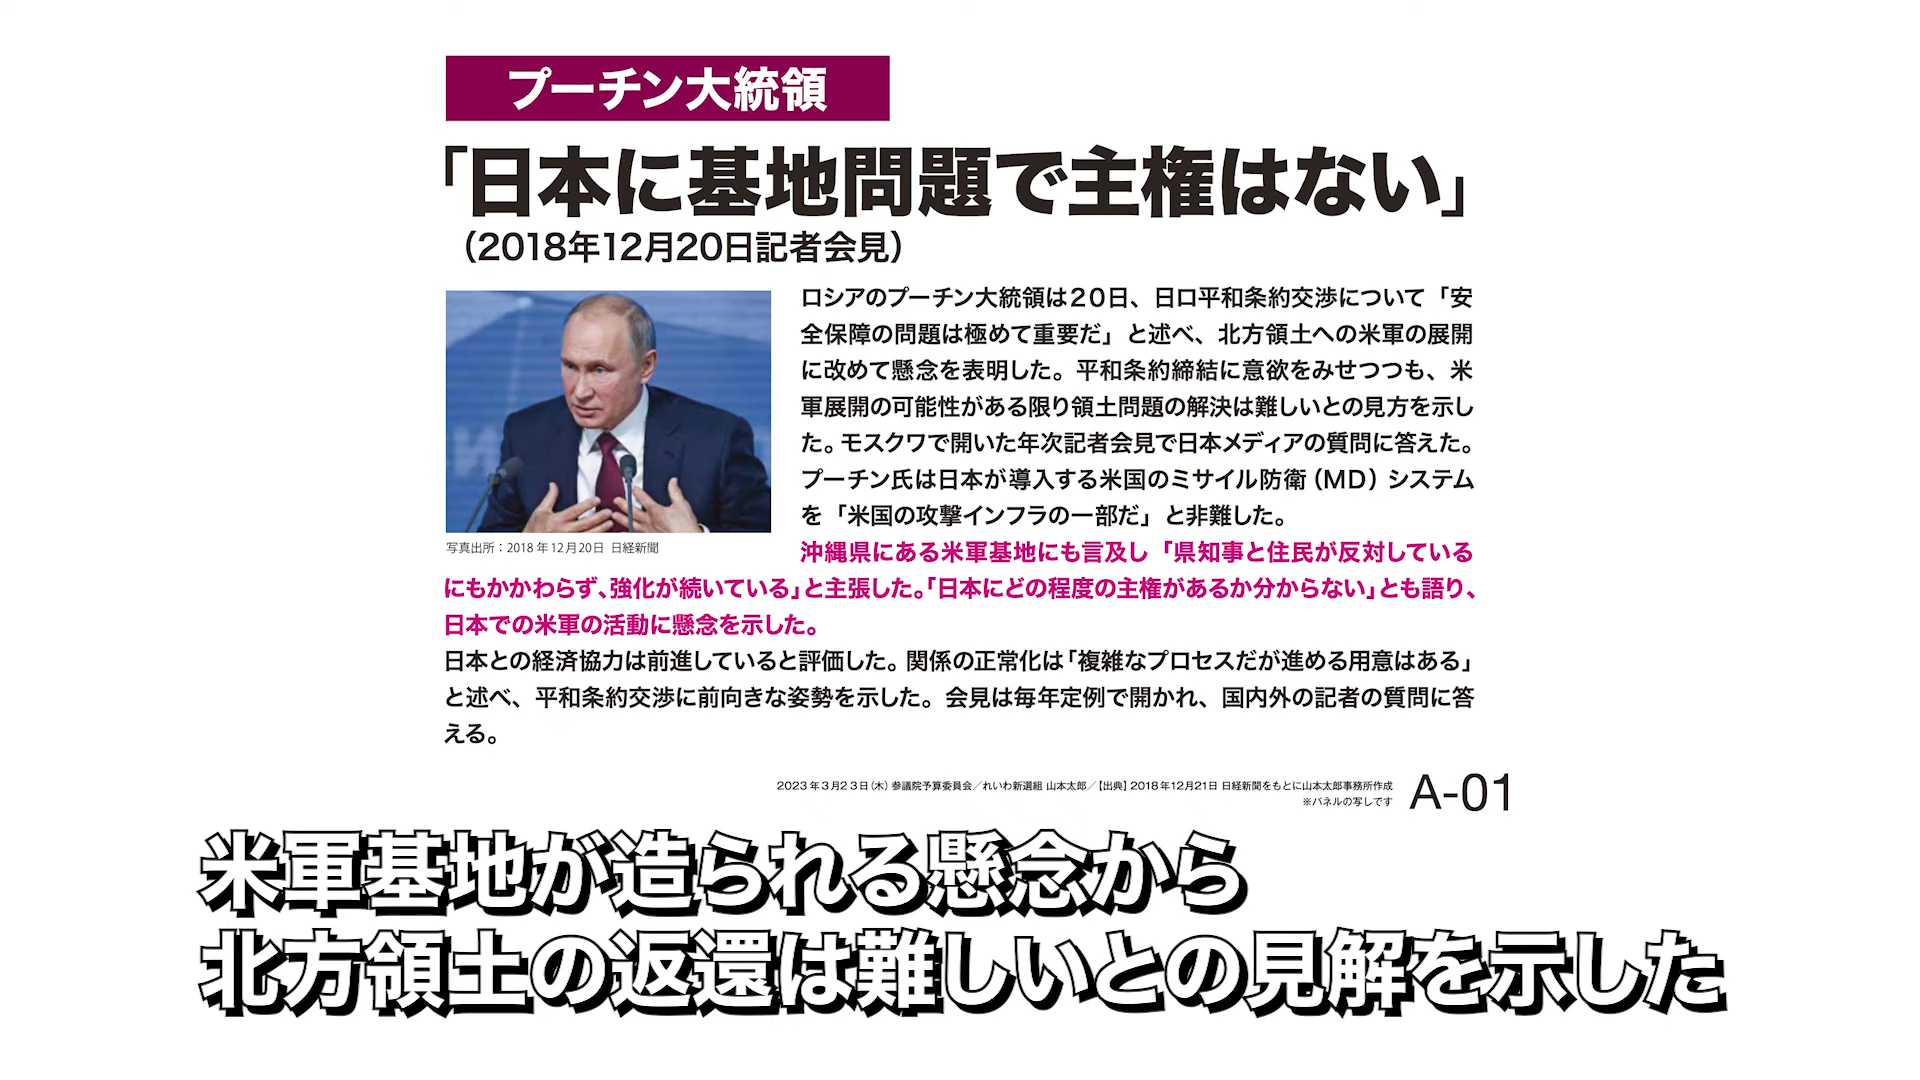 プーチン大統領
「日本に基地問題で主権はない」
（2018年12月20日記者会見）
ロシアのプーチン大統領は２０日、日ロ平和条約交渉について「安
全保障の問題は極めて重要だ」と述べ、北方領土への米軍の展開
に改めて懸念を表明した。平和条約締結に意欲をみせつつも、米
軍展開の可能性がある限り領土問題の解決は難しいとの見方を示し
た。モスクワで開いた年次記者会見で日本メディアの質問に答えた。
プーチン氏は日本が導入する米国のミサイル防衛（MD）システム
を「米国の攻撃インフラの一部だ」と非難した。
写真出所：2018年12月20日 日経新聞
沖縄県にある米軍基地にも言及し「県知事と住民が反対している
にもかかわらず、強化が続いている」と主張した。「日本にどの程度の主権があるか分からない」とも語り、
日本での米軍の活動に懸念を示した。
日本との経済協力は前進していると評価した。関係の正常化は「複雑なプロセスだが進める用意はある」
と述べ、平和条約交渉に前向きな姿勢を示した。会見は毎年定例で開かれ、国内外の記者の質問に答
える。
2023年3月23日（木）参議院予算委員会／れいわ新選組 山本太郎／【出典】2018年12月21日 日経新聞をもとに山本太郎事務所作成
※パネルの写しです
A-01
米軍基地が造られる懸念から
北方領土の返還は難しいとの見解を示した